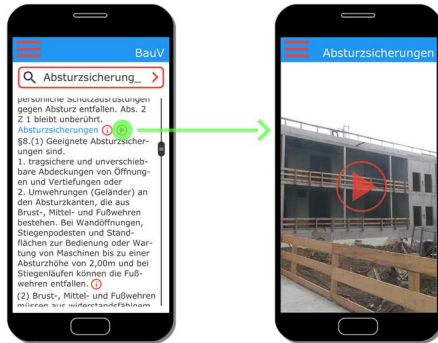 BauV
Absturzsicherung_
persönliche Schutzausrüstungen
gegen Absturz entfallen. Abs. 2
Z 1 bleibt unberührt.
Absturzsicherungen
§8.(1) Geeignete Absturzsicher-
ungen sind.
1. tragsichere und unverschieb-
bare Abdeckungen von Öffnung-
en und Vertiefungen oder
2. Umwehrungen (Geländer) an
den Absturzkanten, die aus
Brust-, Mittel- und Fußwehren
bestehen. Bei Wandöffnungen,
Stiegenpodesten und Stand-
flächen zur Bedienung oder War-
tung von Maschinen bis zu einer
Absturzhöhe von 2,00m und bei
Stiegenläufen können die Fuß-
wehren entfallen.
(2) Brust-, Mittel- und Fußwehren
müssen aus widerstandsfähigem
Absturzsicherungen